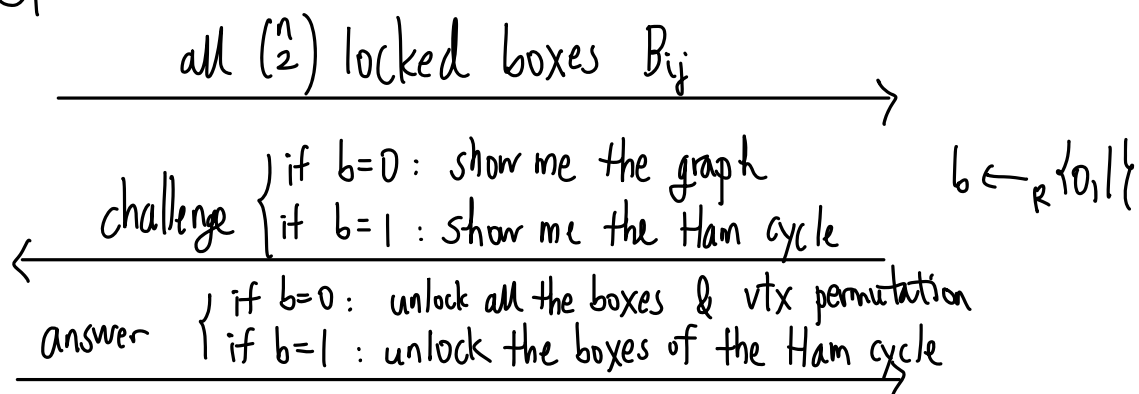 all (n 2) locked boxes B_ij
challenge { if b=0 : show me the graph
if b=1 : show me the Ham cycle
b ←_R {0,1}
answer { if b=0 : unlock all the boxes & vtx permutation
if b=1 : unlock the boxes of the Ham cycle